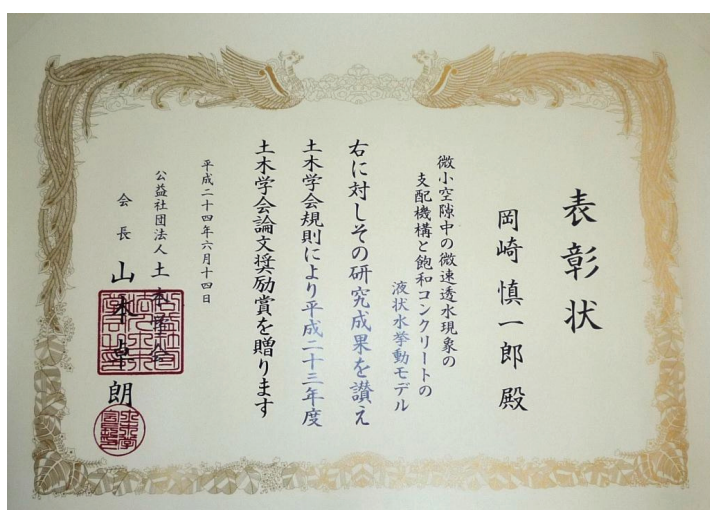 表彰状
岡崎慎一郎 殿
微小空隙中の微速透水現象の
支配機構と飽和コンクリートの
液状水挙動モデル
右に対しその研究成果を讃え
土木学会規則により平成二十三年度
土木学会論文奨励賞を贈ります
平成二十四年六月十四日
公益社団法人 土木学会
会長 山本卓朗